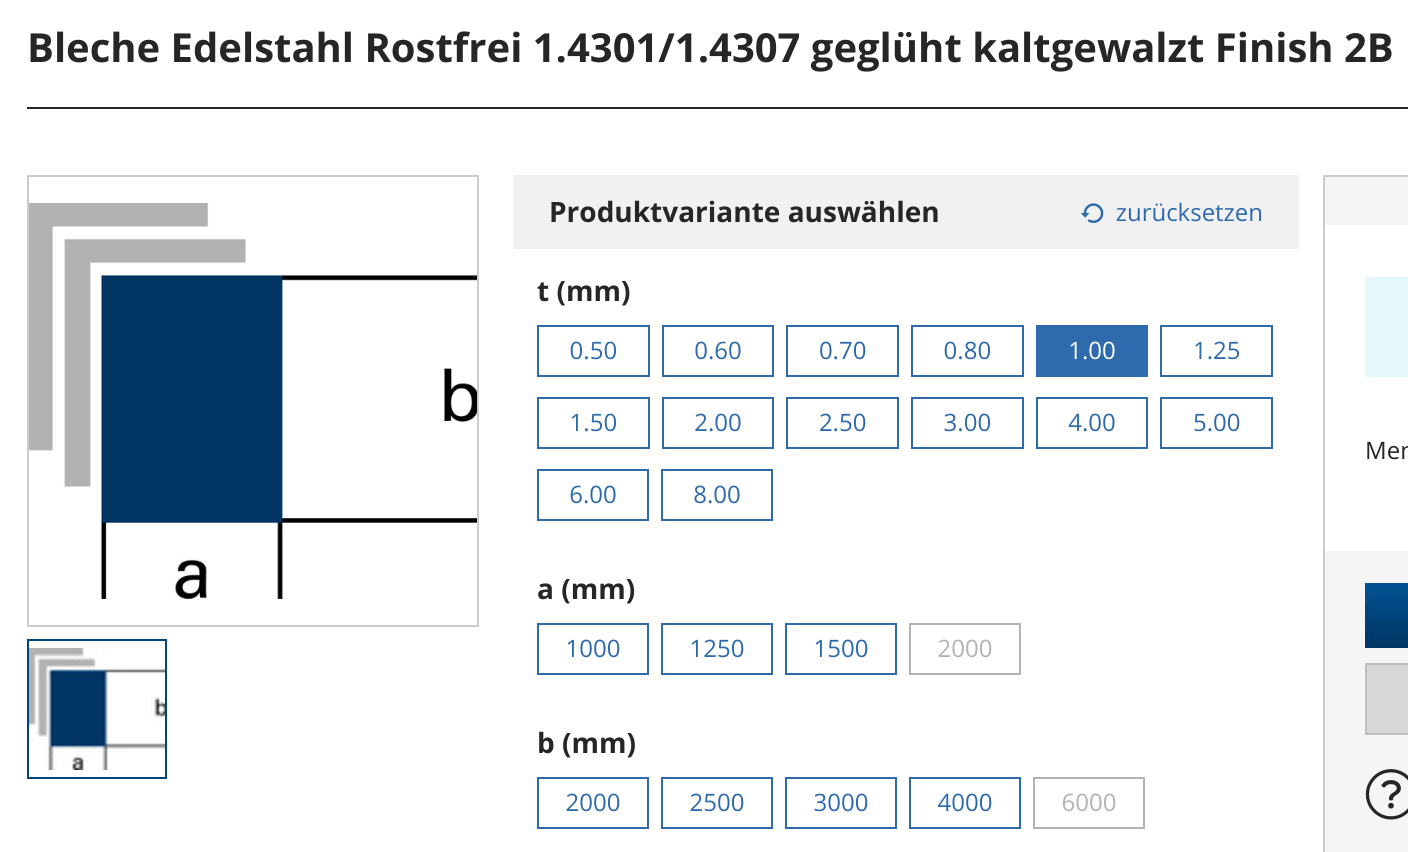 Bleche Edelstahl Rostfrei 1.4301/1.4307 geglüht kaltgewalzt Finish 2B
b
a
b
a
Produktvariante auswählen
zurücksetzen
t (mm)
0.50 0.60 0.70 0.80 1.00 1.25
1.50 2.00 2.50 3.00 4.00 5.00
6.00 8.00
a (mm)
1000 1250 1500 2000
b (mm)
2000 2500 3000 4000 6000
?